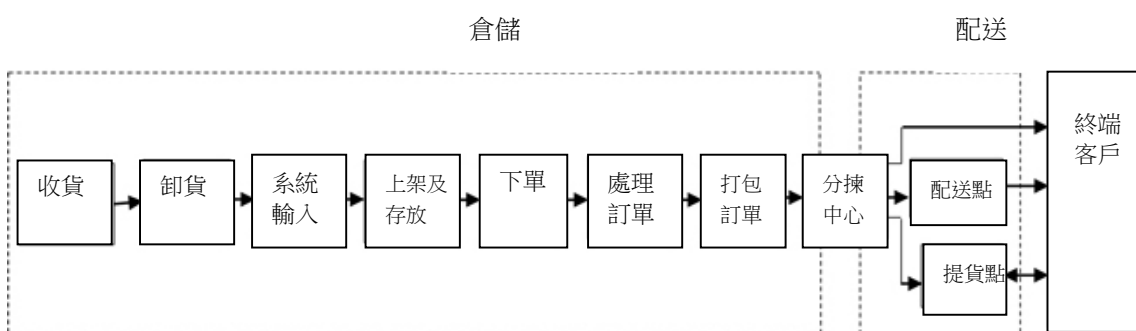 倉儲
配送
收貨
卸貨
系統
輸入
上架及
存放
下單
處理
訂單
打包
訂單
分揀
中心
配送點
提貨點
終端
客戶